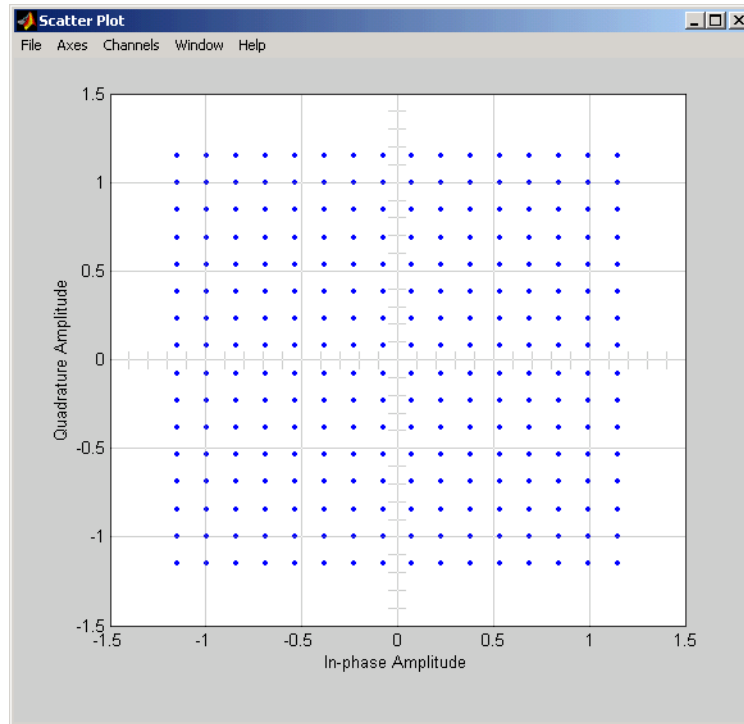 Scatter Plot
File Axes Channels Window Help
1.5
1
0.5
0
-0.5
-1
-1.5
Quadrature Amplitude
-1.5 -1 -0.5 0 0.5 1 1.5
In-phase Amplitude